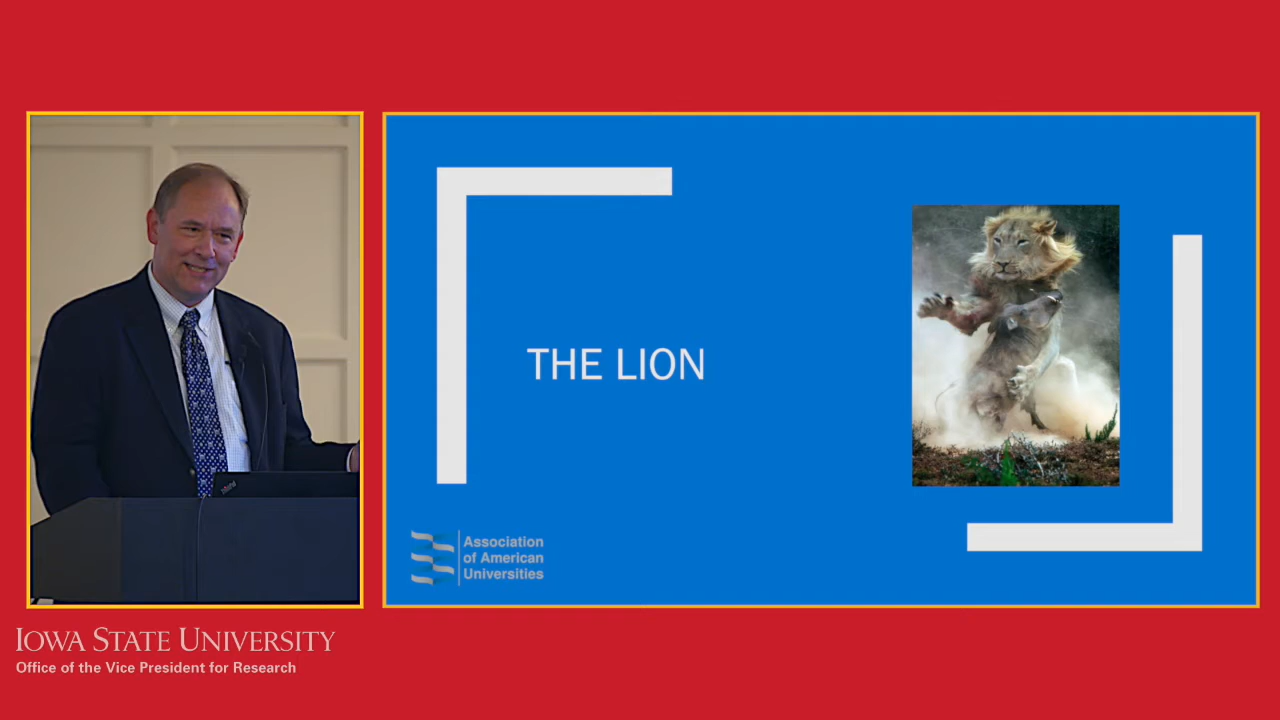 THE LION
Association
of American
Universities
IOWA STATE UNIVERSITY
Office of the Vice President for Research